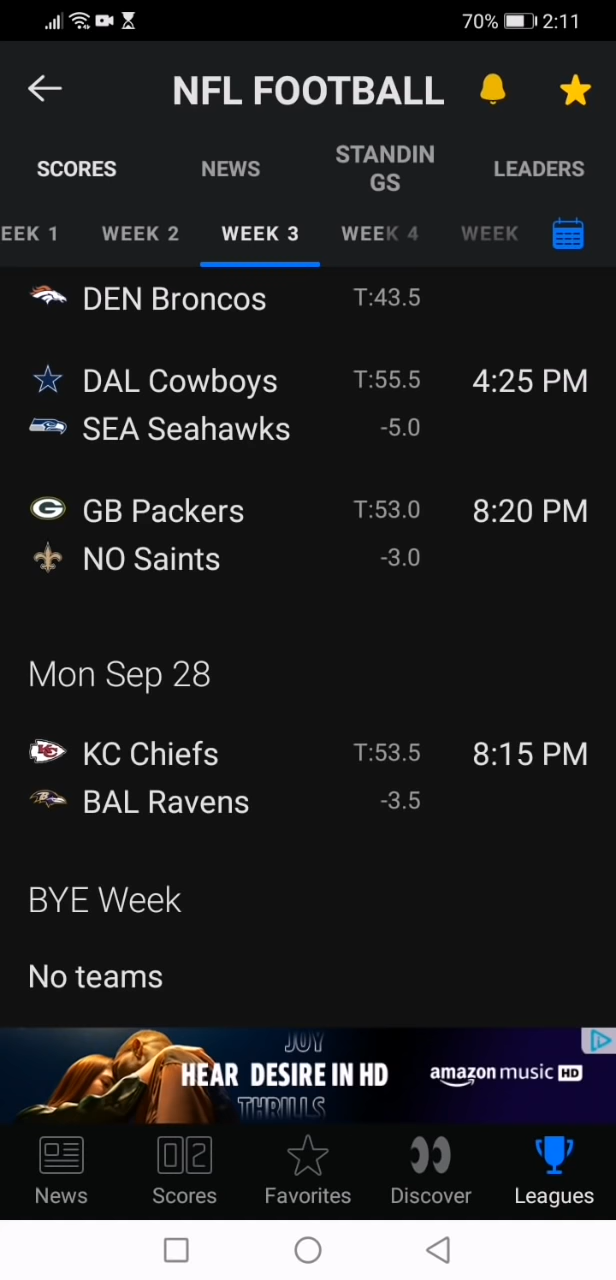 70% 2:11
NFL FOOTBALL
SCORES NEWS STANDIN
GS LEADERS
EEK 1 WEEK 2 WEEK 3 WEEK 4 WEEK
DEN Broncos T:43.5
DAL Cowboys T:55.5 4:25 PM
SEA Seahawks -5.0
GB Packers T:53.0 8:20 PM
NO Saints -3.0
Mon Sep 28
KC Chiefs T:53.5 8:15 PM
BAL Ravens -3.5
BYE Week
No teams
JOY
HEAR DESIRE IN HD amazon music HD
THRILLS
News Scores Favorites Discover Leagues